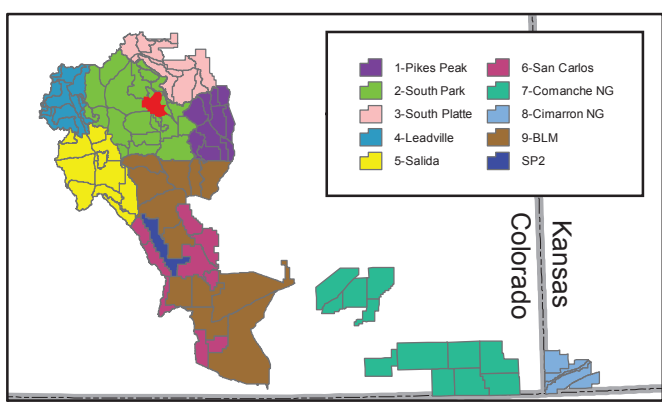 1-Pikes Peak
2-South Park
3-South Platte
4-Leadville
5-Salida
6-San Carlos
7-Comanche NG
8-Cimarron NG
9-BLM
SP2
Kansas
Colorado